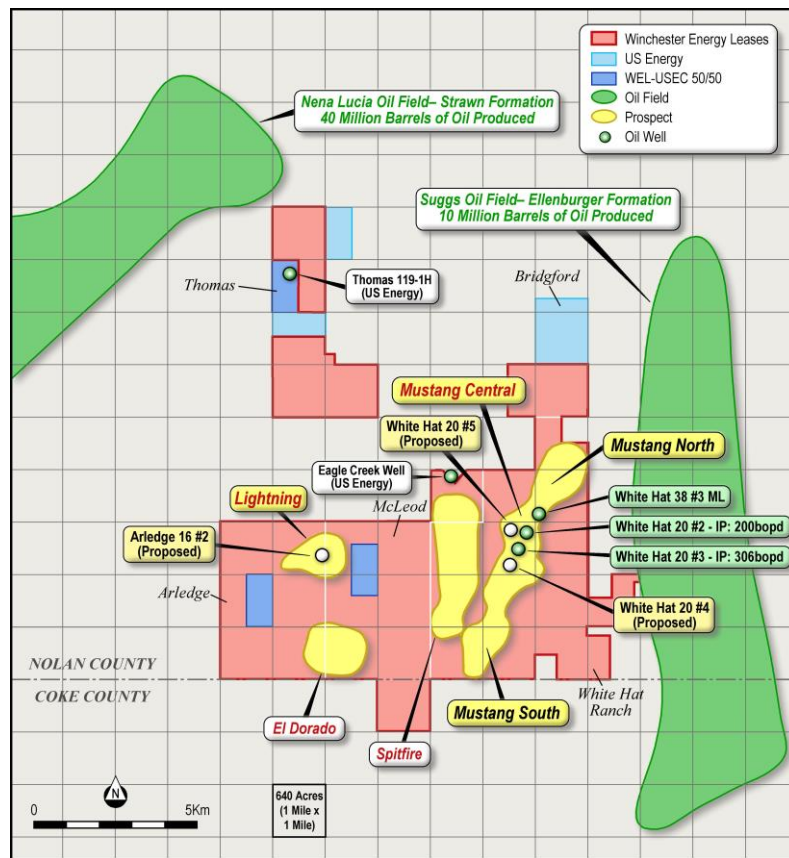 Winchester Energy Leases
US Energy
WEL-USEC 50/50
Oil Field
Prospect
Oil Well
Nena Lucia Oil Field– Strawn Formation
40 Million Barrels of Oil Produced
Suggs Oil Field– Ellenburger Formation
10 Million Barrels of Oil Produced
Thomas
Thomas 119-1H
(US Energy)
Bridgford
Mustang Central
White Hat 20 #5
(Proposed)
Mustang North
Eagle Creek Well
(US Energy)
Lightning
McLeod
White Hat 38 #3 ML
Arledge 16 #2
(Proposed)
White Hat 20 #2 - IP: 200bopd
White Hat 20 #3 - IP: 306bopd
Arledge
White Hat 20 #4
(Proposed)
NOLAN COUNTY
COKE COUNTY
White Hat
Ranch
El Dorado
Spitfire
Mustang South
N
0
5Km
640 Acres
(1 Mile x
1 Mile)